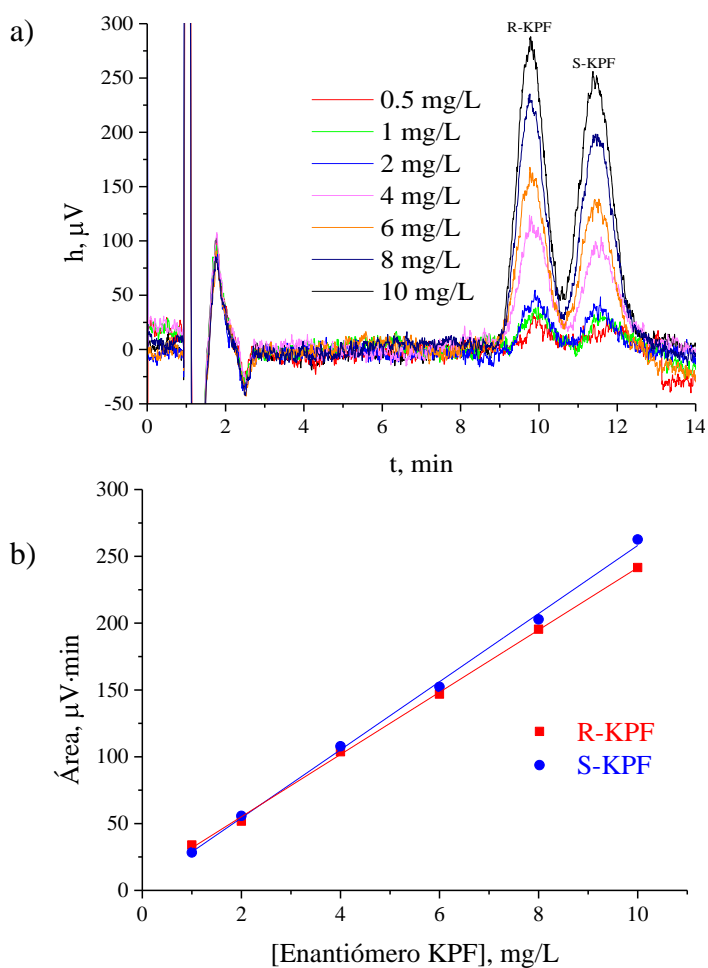 a)
R-KPF
S-KPF
0.5 mg/L
1 mg/L
2 mg/L
4 mg/L
6 mg/L
8 mg/L
10 mg/L
h, µV
300
250
200
150
100
50
0
-50
0 2 4 6 8 10 12 14
t, min
b)
Área, µV·min
250
200
150
100
50
0
R-KPF
S-KPF
0 2 4 6 8 10
[Enantiómero KPF], mg/L